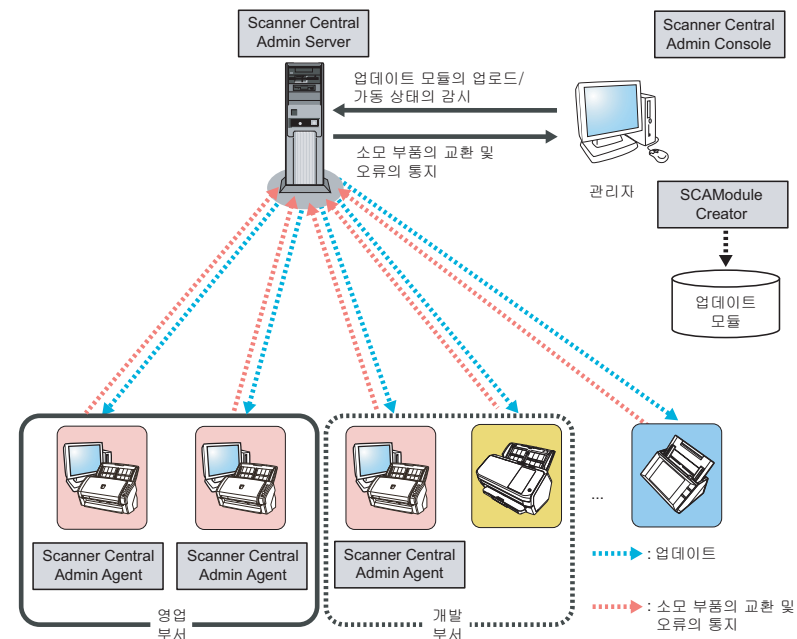 Scanner Central
Admin Server
Scanner Central
Admin Console
업데이트 모듈의 업로드/
가동 상태의 감시
소모 부품의 교환 및
오류의 통지
관리자
SCAModule
Creator
업데이트
모듈
...
Scanner Central
Admin Agent
Scanner Central
Admin Agent
Scanner Central
Admin Agent
영업
부서
개발
부서
: 업데이트
: 소모 부품의 교환 및
오류의 통지